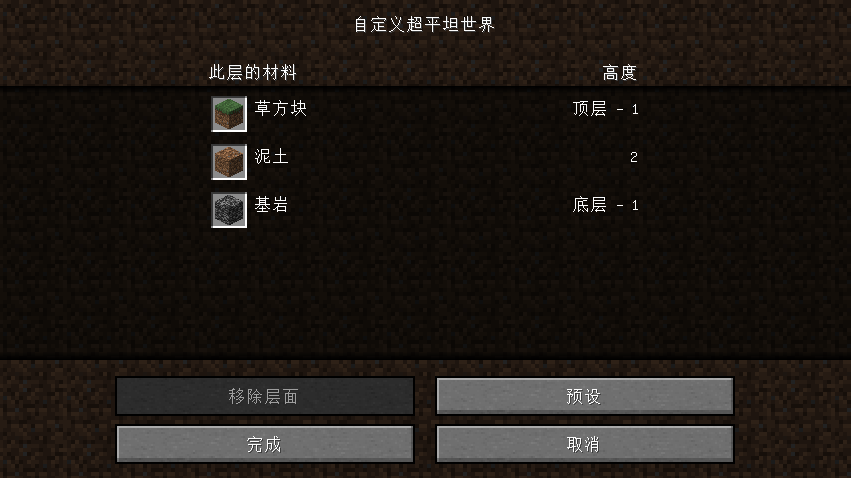 自定义超平坦世界
此层的材料 高度
草方块 顶层 - 1
泥土 2
基岩 底层 - 1
移除层面 预设
完成 取消